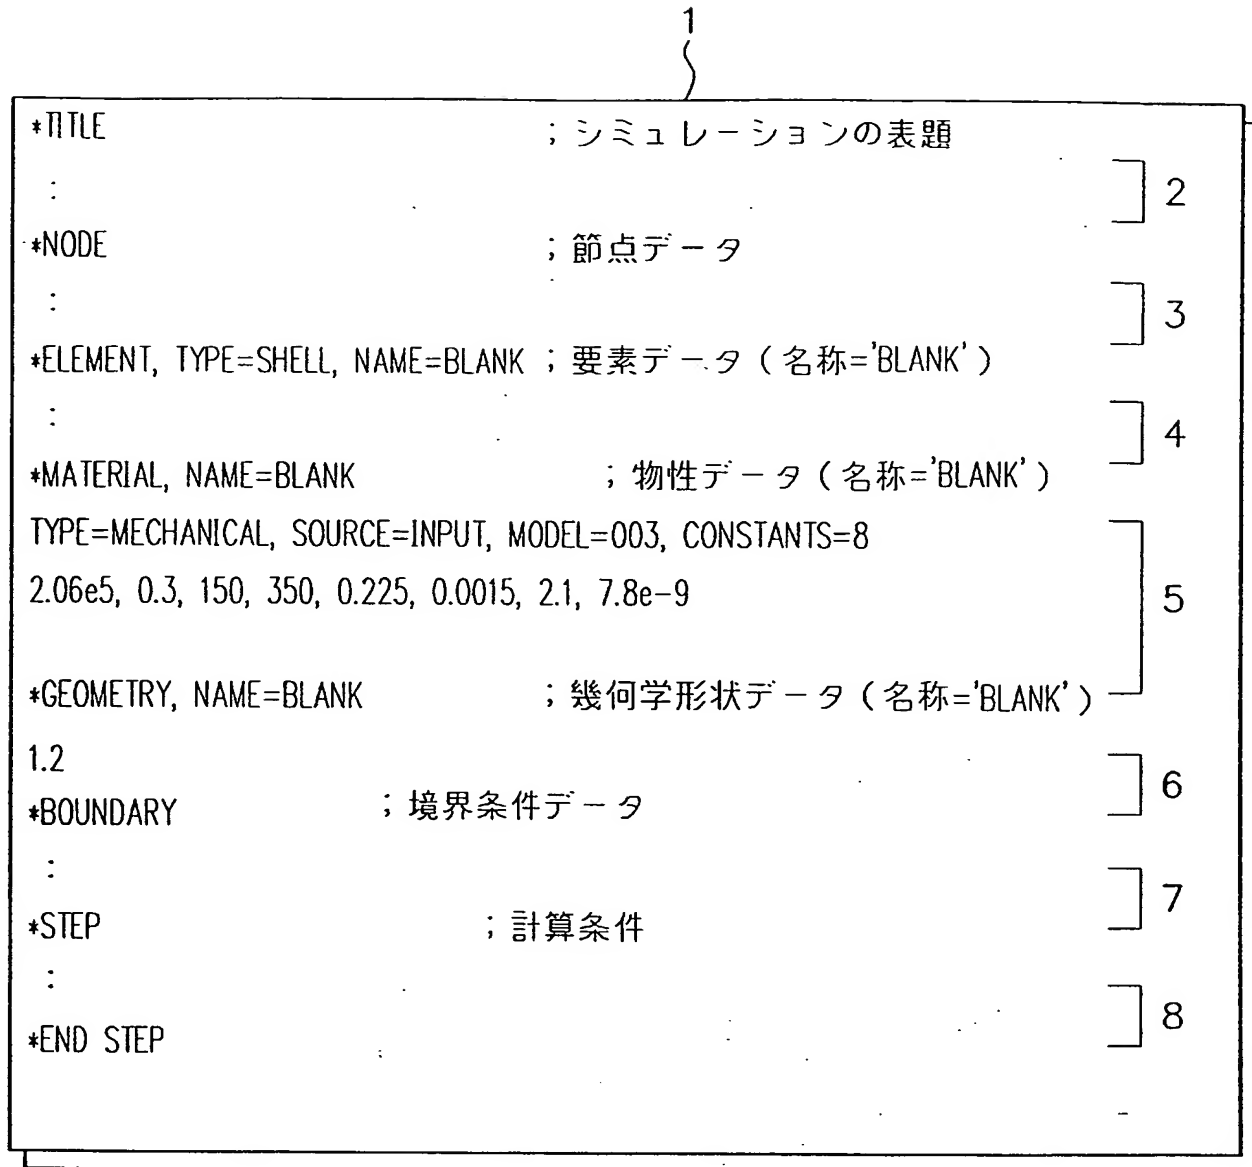 1
*TITLE ;シミュレーションの表題
:
2
*NODE ;節点データ
:
3
*ELEMENT, TYPE=SHELL, NAME=BLANK ;要素データ(名称='BLANK')
:
4
*MATERIAL, NAME=BLANK ;物性データ(名称='BLANK')
TYPE=MECHANICAL, SOURCE=INPUT, MODEL=003, CONSTANTS=8
2.06e5, 0.3, 150, 350, 0.225, 0.0015, 2.1, 7.8e-9
5
*GEOMETRY, NAME=BLANK ;幾何学形状データ(名称='BLANK')
1.2
6
*BOUNDARY ;境界条件データ
:
7
*STEP ;計算条件
:
8
*END STEP